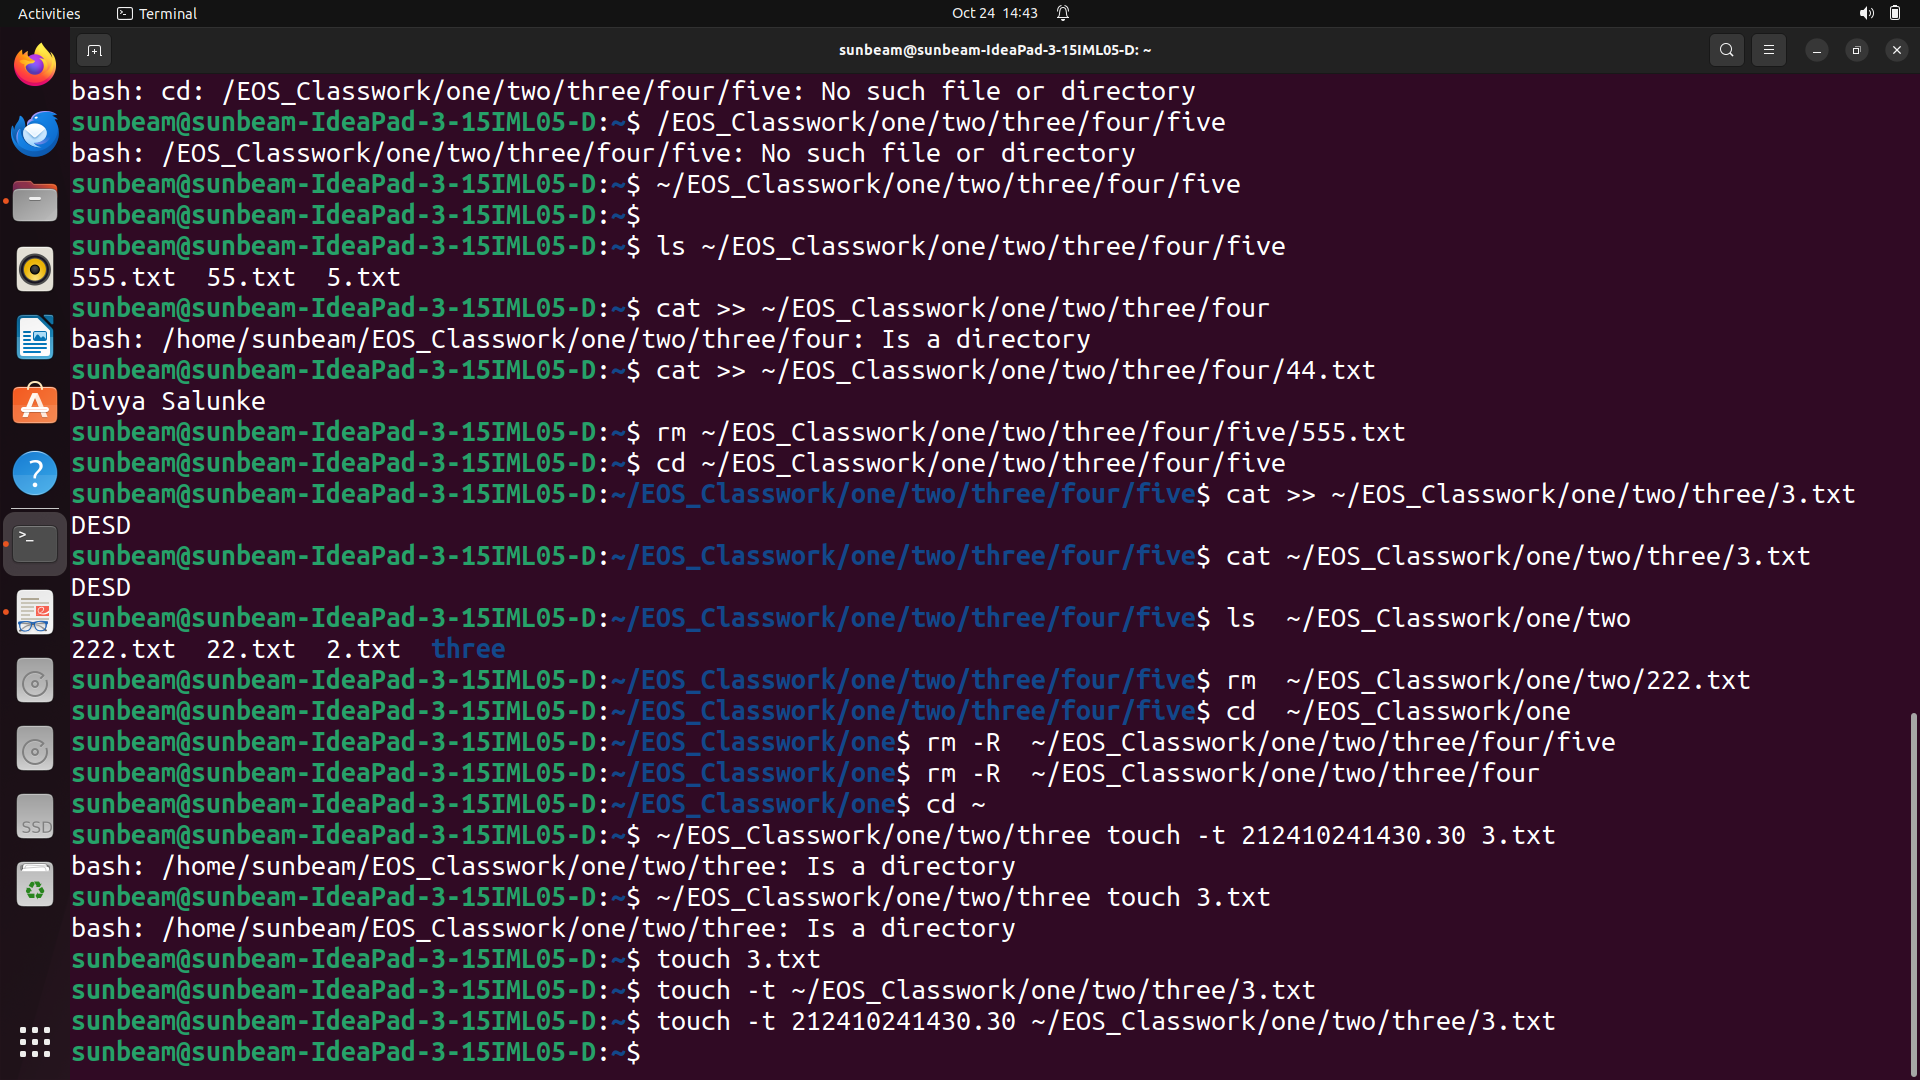 Activities
Terminal
Oct 24 14:43
sunbeam@sunbeam-IdeaPad-3-15IML05-D: ~
bash: cd: /EOS_Classwork/one/two/three/four/five: No such file or directory
sunbeam@sunbeam-IdeaPad-3-15IML05-D:~$ /EOS_Classwork/one/two/three/four/five
bash: /EOS_Classwork/one/two/three/four/five: No such file or directory
sunbeam@sunbeam-IdeaPad-3-15IML05-D:~$ ~/EOS_Classwork/one/two/three/four/five
sunbeam@sunbeam-IdeaPad-3-15IML05-D:~$
sunbeam@sunbeam-IdeaPad-3-15IML05-D:~$ ls ~/EOS_Classwork/one/two/three/four/five
555.txt  55.txt  5.txt
sunbeam@sunbeam-IdeaPad-3-15IML05-D:~$ cat >> ~/EOS_Classwork/one/two/three/four
bash: /home/sunbeam/EOS_Classwork/one/two/three/four: Is a directory
sunbeam@sunbeam-IdeaPad-3-15IML05-D:~$ cat >> ~/EOS_Classwork/one/two/three/four/44.txt
Divya Salunke
sunbeam@sunbeam-IdeaPad-3-15IML05-D:~$ rm ~/EOS_Classwork/one/two/three/four/five/555.txt
sunbeam@sunbeam-IdeaPad-3-15IML05-D:~$ cd ~/EOS_Classwork/one/two/three/four/five
sunbeam@sunbeam-IdeaPad-3-15IML05-D:~/EOS_Classwork/one/two/three/four/five$ cat >> ~/EOS_Classwork/one/two/three/3.txt
DESD
sunbeam@sunbeam-IdeaPad-3-15IML05-D:~/EOS_Classwork/one/two/three/four/five$ cat ~/EOS_Classwork/one/two/three/3.txt
DESD
sunbeam@sunbeam-IdeaPad-3-15IML05-D:~/EOS_Classwork/one/two/three/four/five$ ls  ~/EOS_Classwork/one/two
222.txt  22.txt  2.txt  three
sunbeam@sunbeam-IdeaPad-3-15IML05-D:~/EOS_Classwork/one/two/three/four/five$ rm  ~/EOS_Classwork/one/two/222.txt
sunbeam@sunbeam-IdeaPad-3-15IML05-D:~/EOS_Classwork/one/two/three/four/five$ cd  ~/EOS_Classwork/one
sunbeam@sunbeam-IdeaPad-3-15IML05-D:~/EOS_Classwork/one$ rm -R  ~/EOS_Classwork/one/two/three/four/five
sunbeam@sunbeam-IdeaPad-3-15IML05-D:~/EOS_Classwork/one$ rm -R  ~/EOS_Classwork/one/two/three/four
sunbeam@sunbeam-IdeaPad-3-15IML05-D:~/EOS_Classwork/one$ cd ~
sunbeam@sunbeam-IdeaPad-3-15IML05-D:~$ ~/EOS_Classwork/one/two/three touch -t 212410241430.30 3.txt
bash: /home/sunbeam/EOS_Classwork/one/two/three: Is a directory
sunbeam@sunbeam-IdeaPad-3-15IML05-D:~$ ~/EOS_Classwork/one/two/three touch 3.txt
bash: /home/sunbeam/EOS_Classwork/one/two/three: Is a directory
sunbeam@sunbeam-IdeaPad-3-15IML05-D:~$ touch 3.txt
sunbeam@sunbeam-IdeaPad-3-15IML05-D:~$ touch -t ~/EOS_Classwork/one/two/three/3.txt
sunbeam@sunbeam-IdeaPad-3-15IML05-D:~$ touch -t 212410241430.30 ~/EOS_Classwork/one/two/three/3.txt
sunbeam@sunbeam-IdeaPad-3-15IML05-D:~$
SSD